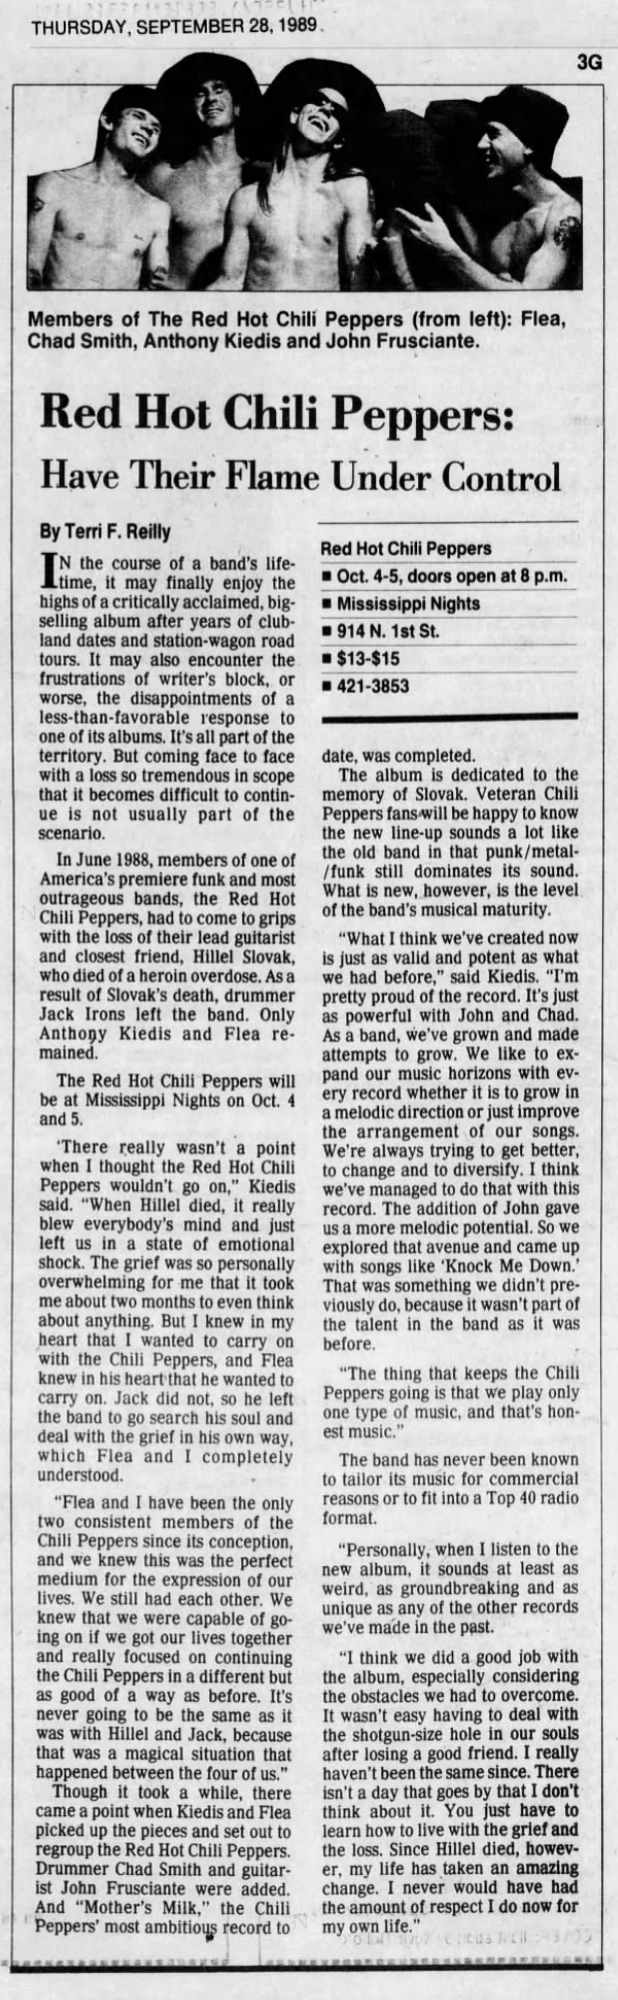 THURSDAY, SEPTEMBER 28, 1989
3G
Members of The Red Hot Chili Peppers (from left): Flea,
Chad Smith, Anthony Kiedis and John Frusciante.
Red Hot Chili Peppers:
Have Their Flame Under Control
By Terri F. Reilly
IN the course of a band's life-
time, it may finally enjoy the
highs of a critically acclaimed, big-
selling album after years of club-
land dates and station-wagon road
tours. It may also encounter the
frustrations of writer's block, or
worse, the disappointments of a
less-than-favorable response to
one of its albums. It's all part of the
territory. But coming face to face
with a loss so tremendous in scope
that it becomes difficult to contin-
ue is not usually part of the
scenario.
In June 1988, members of one of
America's premiere funk and most
outrageous bands, the Red Hot
Chili Peppers, had to come to grips
with the loss of their lead guitarist
and closest friend, Hillel Slovak,
who died of a heroin overdose. As a
result of Slovak's death, drummer
Jack Irons left the band. Only
Anthony Kiedis and Flea re-
mained.
The Red Hot Chili Peppers will
be at Mississippi Nights on Oct. 4
and 5.
'There really wasn't a point
when I thought the Red Hot Chili
Peppers wouldn't go on," Kiedis
said. "When Hillel died, it really
blew everybody's mind and just
left us in a state of emotional
shock. The grief was so personally
overwhelming for me that it took
me about two months to even think
about anything. But I knew in my
heart that I wanted to carry on
with the Chili Peppers, and Flea
knew in his heart that he wanted to
carry on. Jack did not, so he left
the band to go search his soul and
deal with the grief in his own way,
which Flea and I completely
understood.
"Flea and I have been the only
two consistent members of the
Chili Peppers since its conception,
and we knew this was the perfect
medium for the expression of our
lives. We still had each other. We
knew that we were capable of go-
ing on if we got our lives together
and really focused on continuing
the Chili Peppers in a different but
as good of a way as before. It's
never going to be the same as it
was with Hillel and Jack, because
that was a magical situation that
happened between the four of us."
Though it took a while, there
came a point when Kiedis and Flea
picked up the pieces and set out to
regroup the Red Hot Chili Peppers.
Drummer Chad Smith and guitar-
ist John Frusciante were added.
And "Mother's Milk," the Chili
Peppers' most ambitious record to
Red Hot Chili Peppers
■ Oct. 4-5, doors open at 8 p.m.
■ Mississippi Nights
■ 914 N. 1st St.
■ $13-$15
■ 421-3853
date, was completed.
The album is dedicated to the
memory of Slovak. Veteran Chili
Peppers fans will be happy to know
the new line-up sounds a lot like
the old band in that punk/metal-
/funk still dominates its sound.
What is new, however, is the level
of the band's musical maturity.
"What I think we've created now
is just as valid and potent as what
we had before," said Kiedis. "I'm
pretty proud of the record. It's just
as powerful with John and Chad.
As a band, we've grown and made
attempts to grow. We like to ex-
pand our music horizons with ev-
ery record whether it is to grow in
a melodic direction or just improve
the arrangement of our songs.
We're always trying to get better,
to change and to diversify. I think
we've managed to do that with this
record. The addition of John gave
us a more melodic potential. So we
explored that avenue and came up
with songs like 'Knock Me Down.'
That was something we didn't pre-
viously do, because it wasn't part of
the talent in the band as it was
before.
"The thing that keeps the Chili
Peppers going is that we play only
one type of music, and that's hon-
est music."
The band has never been known
to tailor its music for commercial
reasons or to fit into a Top 40 radio
format.
"Personally, when I listen to the
new album, it sounds at least as
weird, as groundbreaking and as
unique as any of the other records
we've made in the past.
"I think we did a good job with
the album, especially considering
the obstacles we had to overcome.
It wasn't easy having to deal with
the shotgun-size hole in our souls
after losing a good friend. I really
haven't been the same since. There
isn't a day that goes by that I don't
think about it. You just have to
learn how to live with the grief and
the loss. Since Hillel died, howev-
er, my life has taken an amazing
change. I never would have had
the amount of respect I do now for
my own life."